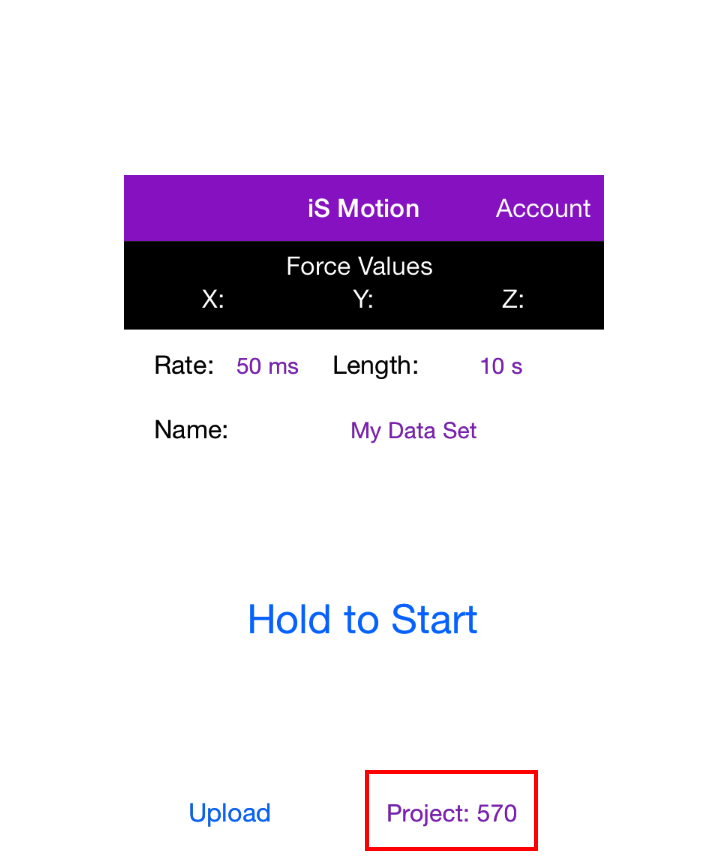 iS Motion Account
Force Values
X: Y: Z:
Rate: 50 ms Length: 10 s
Name: My Data Set
Hold to Start
Upload Project: 570